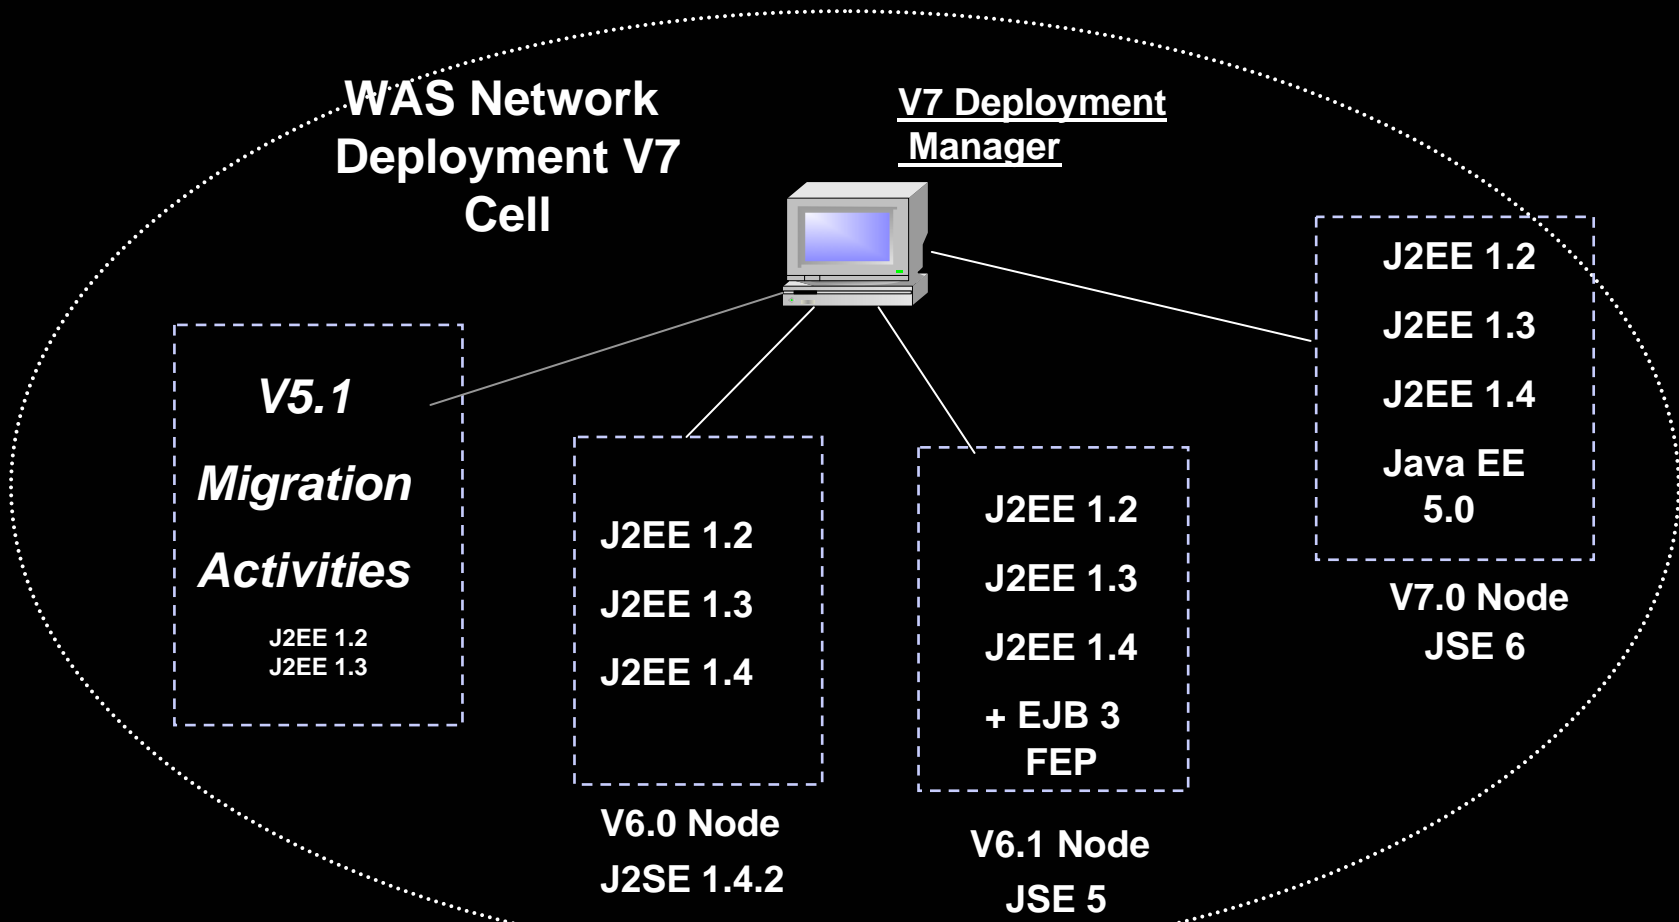 WAS Network
Deployment V7
Cell
V7 Deployment
Manager
V5.1
Migration
Activities
J2EE 1.2
J2EE 1.3
J2EE 1.2
J2EE 1.3
J2EE 1.4
V6.0 Node
J2SE 1.4.2
J2EE 1.2
J2EE 1.3
J2EE 1.4
+ EJB 3
FEP
V6.1 Node
JSE 5
J2EE 1.2
J2EE 1.3
J2EE 1.4
Java EE
5.0
V7.0 Node
JSE 6